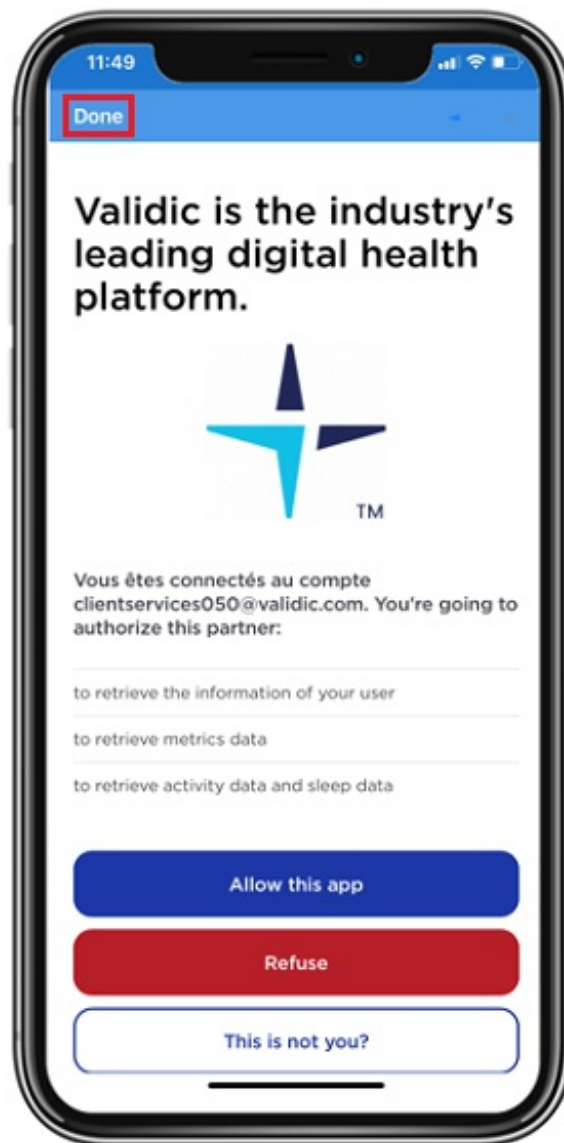 11:49
Done
Validic is the industry's
leading digital health
platform.
TM
Vous êtes connectés au compte
clientservices050@validic.com. You're going to
authorize this partner:
to retrieve the information of your user
to retrieve metrics data
to retrieve activity data and sleep data
Allow this app
Refuse
This is not you?